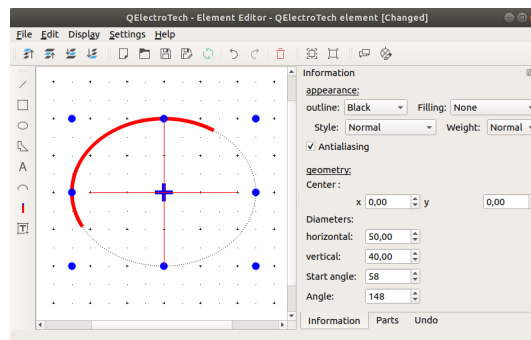 QElectroTech - Element Editor - QElectroTech element [Changed]
File Edit Display Settings Help
Information
appearance:
outline: Black Filling: None
Style: Normal Weight: Normal
Antialiasing
geometry:
Center :
x 0,00 y 0,00
Diameters:
horizontal: 50,00
vertical: 40,00
Start angle: 58
Angle: 148
Information Parts Undo
A
T